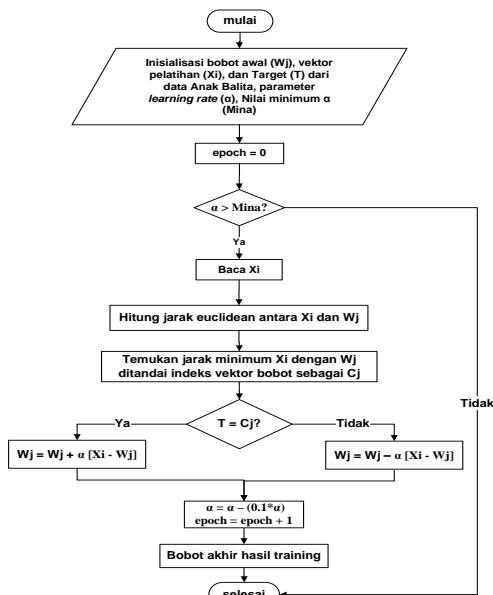 mulai
Inisialisasi bobot awal (Wj), vektor
pelatihan (Xi), dan Target (T) dari
data Anak Balita, parameter
learning rate (α), Nilai minimum α
(Mina)
epoch = 0
α > Mina?
Ya
Baca Xi
Hitung jarak euclidean antara Xi dan Wj
Temukan jarak minimum Xi dengan Wj
ditandai indeks vektor bobot sebagai Cj
Tidak
Ya
T = Cj?
Tidak
Wj = Wj + α [Xi - Wj]
Wj = Wj – α [Xi - Wj]
α = α – (0.1*α)
epoch = epoch + 1
Bobot akhir hasil training
selesai